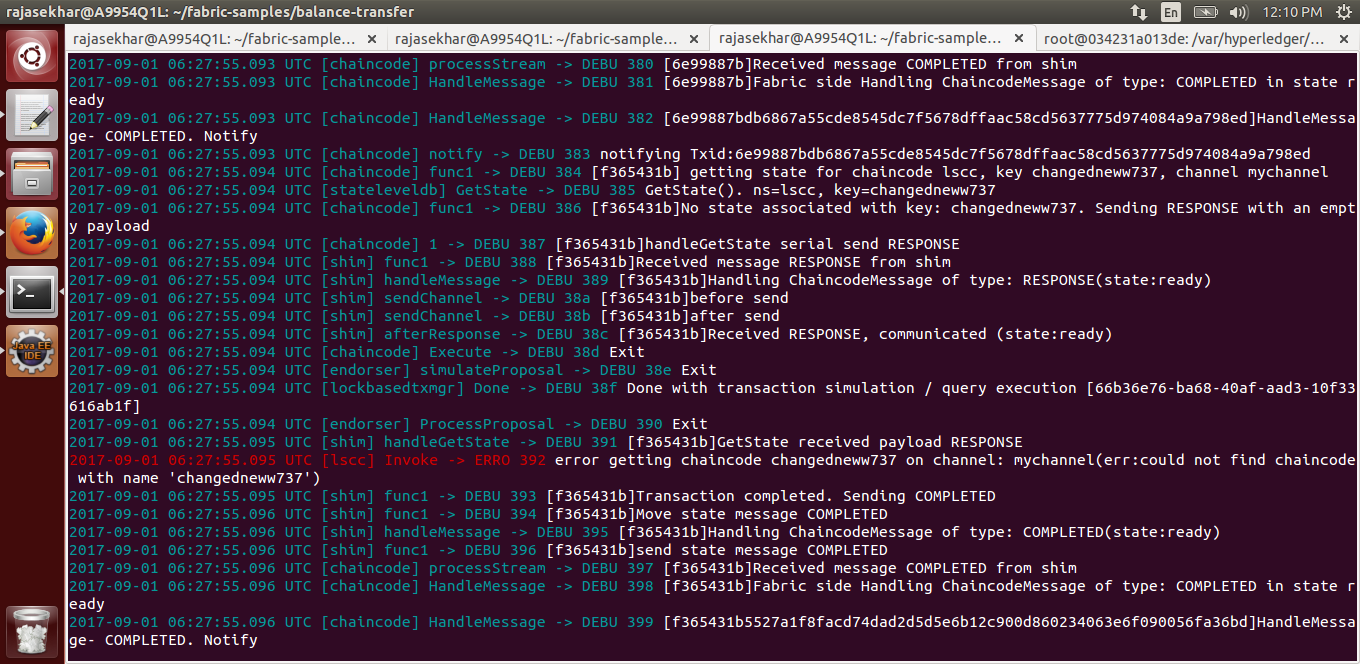 rajasekhar@A9954Q1L: ~/fabric-samples/balance-transfer
En
12:10 PM
rajasekhar@A9954Q1L: ~/fabric-sample...
rajasekhar@A9954Q1L: ~/fabric-sample...
rajasekhar@A9954Q1L: ~/fabric-sample...
root@034231a013de: /var/hyperledger/...
2017-09-01 06:27:55.093 UTC [chaincode] processStream -> DEBU 380 [6e99887b]Received message COMPLETED from shim
2017-09-01 06:27:55.093 UTC [chaincode] HandleMessage -> DEBU 381 [6e99887b]Fabric side Handling ChaincodeMessage of type: COMPLETED in state r
eady
2017-09-01 06:27:55.093 UTC [chaincode] HandleMessage -> DEBU 382 [6e99887bdb6867a55cde8545dc7f5678dffaac58cd5637775d974084a9a798ed]HandleMessa
ge- COMPLETED. Notify
2017-09-01 06:27:55.093 UTC [chaincode] notify -> DEBU 383 notifying Txid:6e99887bdb6867a55cde8545dc7f5678dffaac58cd5637775d974084a9a798ed
2017-09-01 06:27:55.094 UTC [chaincode] func1 -> DEBU 384 [f365431b] getting state for chaincode lscc, key changedneww737, channel mychannel
2017-09-01 06:27:55.094 UTC [stateleveldb] GetState -> DEBU 385 GetState(). ns=lscc, key=changedneww737
2017-09-01 06:27:55.094 UTC [chaincode] func1 -> DEBU 386 [f365431b]No state associated with key: changedneww737. Sending RESPONSE with an empt
y payload
2017-09-01 06:27:55.094 UTC [chaincode] 1 -> DEBU 387 [f365431b]handleGetState serial send RESPONSE
2017-09-01 06:27:55.094 UTC [shim] func1 -> DEBU 388 [f365431b]Received message RESPONSE from shim
2017-09-01 06:27:55.094 UTC [shim] handleMessage -> DEBU 389 [f365431b]Handling ChaincodeMessage of type: RESPONSE(state:ready)
2017-09-01 06:27:55.094 UTC [shim] sendChannel -> DEBU 38a [f365431b]before send
2017-09-01 06:27:55.094 UTC [shim] sendChannel -> DEBU 38b [f365431b]after send
2017-09-01 06:27:55.094 UTC [shim] afterResponse -> DEBU 38c [f365431b]Received RESPONSE, communicated (state:ready)
2017-09-01 06:27:55.094 UTC [chaincode] Execute -> DEBU 38d Exit
2017-09-01 06:27:55.094 UTC [endorser] simulateProposal -> DEBU 38e Exit
2017-09-01 06:27:55.094 UTC [lockbasedtxmgr] Done -> DEBU 38f Done with transaction simulation / query execution [66b36e76-ba68-40af-aad3-10f33
616ab1f]
2017-09-01 06:27:55.094 UTC [endorser] ProcessProposal -> DEBU 390 Exit
2017-09-01 06:27:55.095 UTC [shim] handleGetState -> DEBU 391 [f365431b]GetState received payload RESPONSE
2017-09-01 06:27:55.095 UTC [lscc] Invoke -> ERRO 392 error getting chaincode changedneww737 on channel: mychannel(err:could not find chaincode
with name 'changedneww737')
2017-09-01 06:27:55.095 UTC [shim] func1 -> DEBU 393 [f365431b]Transaction completed. Sending COMPLETED
2017-09-01 06:27:55.096 UTC [shim] func1 -> DEBU 394 [f365431b]Move state message COMPLETED
2017-09-01 06:27:55.096 UTC [shim] handleMessage -> DEBU 395 [f365431b]Handling ChaincodeMessage of type: COMPLETED(state:ready)
2017-09-01 06:27:55.096 UTC [shim] func1 -> DEBU 396 [f365431b]send state message COMPLETED
2017-09-01 06:27:55.096 UTC [chaincode] processStream -> DEBU 397 [f365431b]Received message COMPLETED from shim
2017-09-01 06:27:55.096 UTC [chaincode] HandleMessage -> DEBU 398 [f365431b]Fabric side Handling ChaincodeMessage of type: COMPLETED in state r
eady
2017-09-01 06:27:55.096 UTC [chaincode] HandleMessage -> DEBU 399 [f365431b5527a1f8facd74dad2d5d5e6b12c900d860234063e6f090056fa36bd]HandleMessa
ge- COMPLETED. Notify
Java EE
IDE